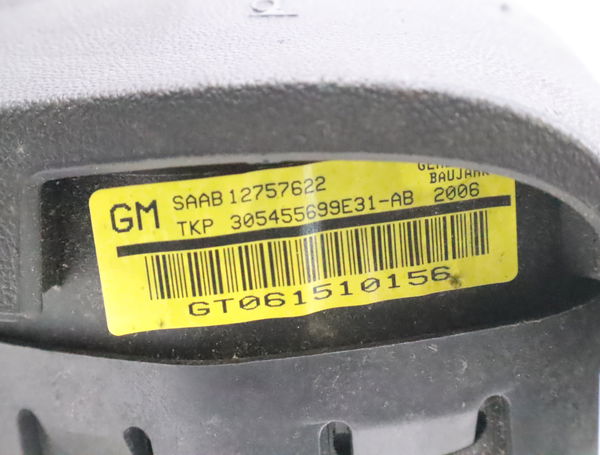 GM
SAAB 12757622
BAUJAHR
TKP 305455699E31-AB 2006
GT061510156